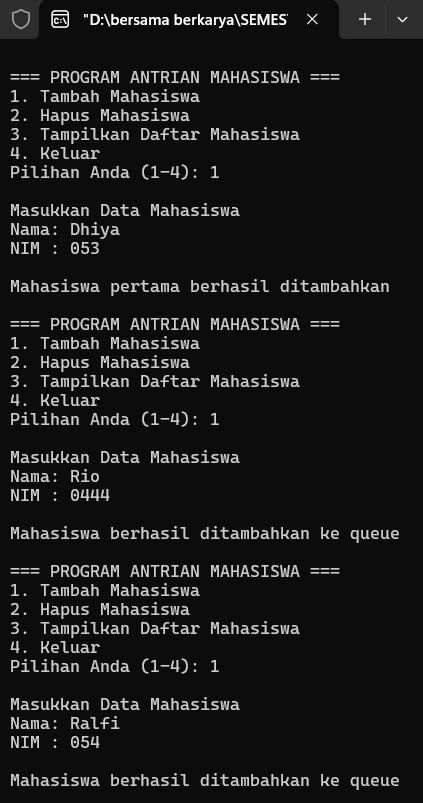 "D:\bersama berkarya\SEMES
=== PROGRAM ANTRIAN MAHASISWA ===
1. Tambah Mahasiswa
2. Hapus Mahasiswa
3. Tampilkan Daftar Mahasiswa
4. Keluar
Pilihan Anda (1-4): 1
Masukkan Data Mahasiswa
Nama: Dhiya
NIM : 053
Mahasiswa pertama berhasil ditambahkan
=== PROGRAM ANTRIAN MAHASISWA ===
1. Tambah Mahasiswa
2. Hapus Mahasiswa
3. Tampilkan Daftar Mahasiswa
4. Keluar
Pilihan Anda (1-4): 1
Masukkan Data Mahasiswa
Nama: Rio
NIM : 0444
Mahasiswa berhasil ditambahkan ke queue
=== PROGRAM ANTRIAN MAHASISWA ===
1. Tambah Mahasiswa
2. Hapus Mahasiswa
3. Tampilkan Daftar Mahasiswa
4. Keluar
Pilihan Anda (1-4): 1
Masukkan Data Mahasiswa
Nama: Ralfi
NIM : 054
Mahasiswa berhasil ditambahkan ke queue